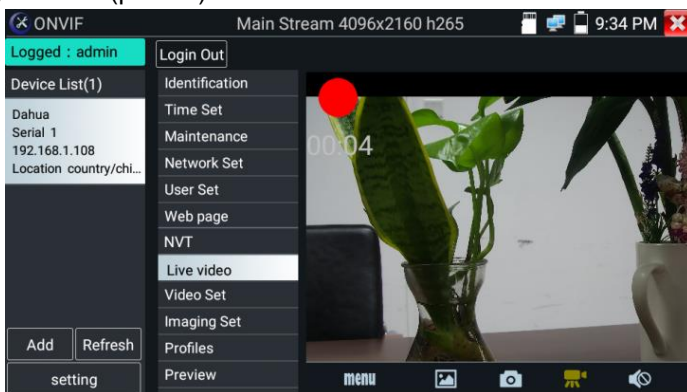 ONVIF
Main Stream 4096x2160 h265
9:34 PM
Logged : admin
Login Out
Device List(1)
Dahua
Serial 1
192.168.1.108
Location country/chi...
Identification
Time Set
Maintenance
Network Set
User Set
Web page
NVT
Live video
Video Set
Imaging Set
Profiles
Preview
00:04
Add
Refresh
setting
menu